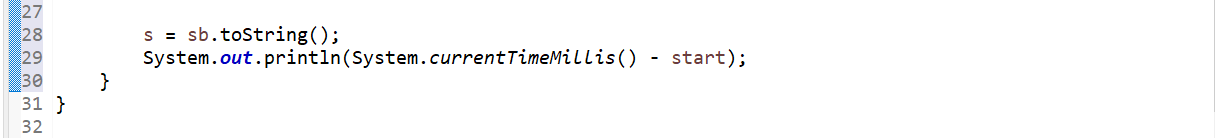 27
28 s = sb.toString();
29 System.out.println(System.currentTimeMillis() - start);
30 }
31 }
32